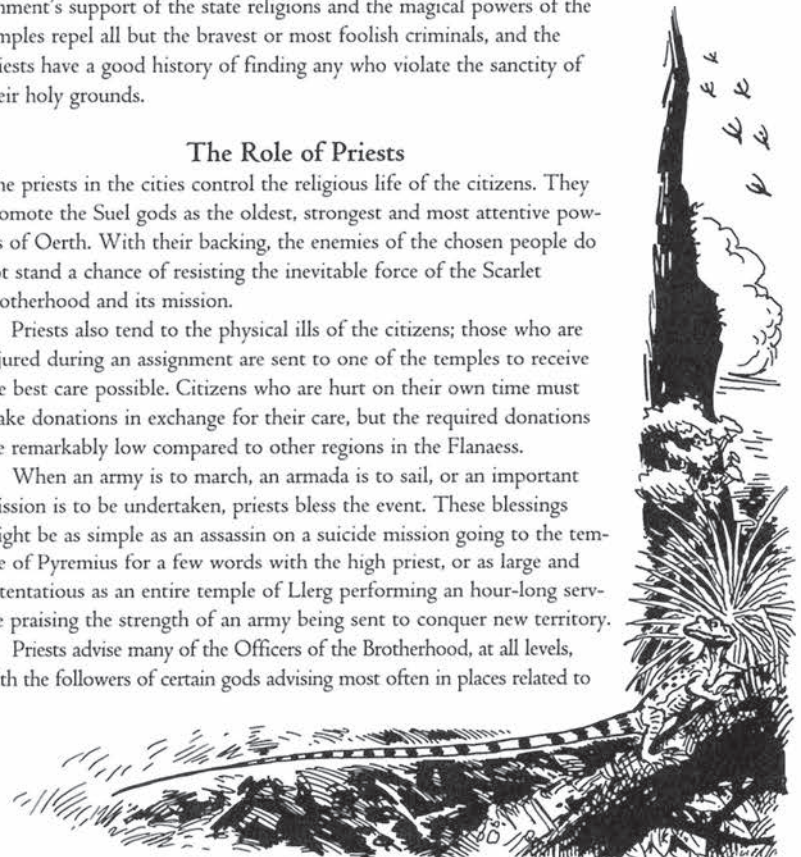 nment's support of the state religions and the magical powers of the
mples repel all but the bravest or most foolish criminals, and the
iests have a good history of finding any who violate the sanctity of
eir holy grounds.
The Role of Priests
he priests in the cities control the religious life of the citizens. They
omote the Suel gods as the oldest, strongest and most attentive pow-
s of Oerth. With their backing, the enemies of the chosen people do
ot stand a chance of resisting the inevitable force of the Scarlet
otherhood and its mission.
Priests also tend to the physical ills of the citizens; those who are
jured during an assignment are sent to one of the temples to receive
e best care possible. Citizens who are hurt on their own time must
ake donations in exchange for their care, but the required donations
e remarkably low compared to other regions in the Flanaess.
When an army is to march, an armada is to sail, or an important
ission is to be undertaken, priests bless the event. These blessings
ight be as simple as an assassin on a suicide mission going to the tem-
e of Pyremius for a few words with the high priest, or as large and
tentatious as an entire temple of Llerg performing an hour-long serv-
e praising the strength of an army being sent to conquer new territory.
Priests advise many of the Officers of the Brotherhood, at all levels,
th the followers of certain gods advising most often in places related to